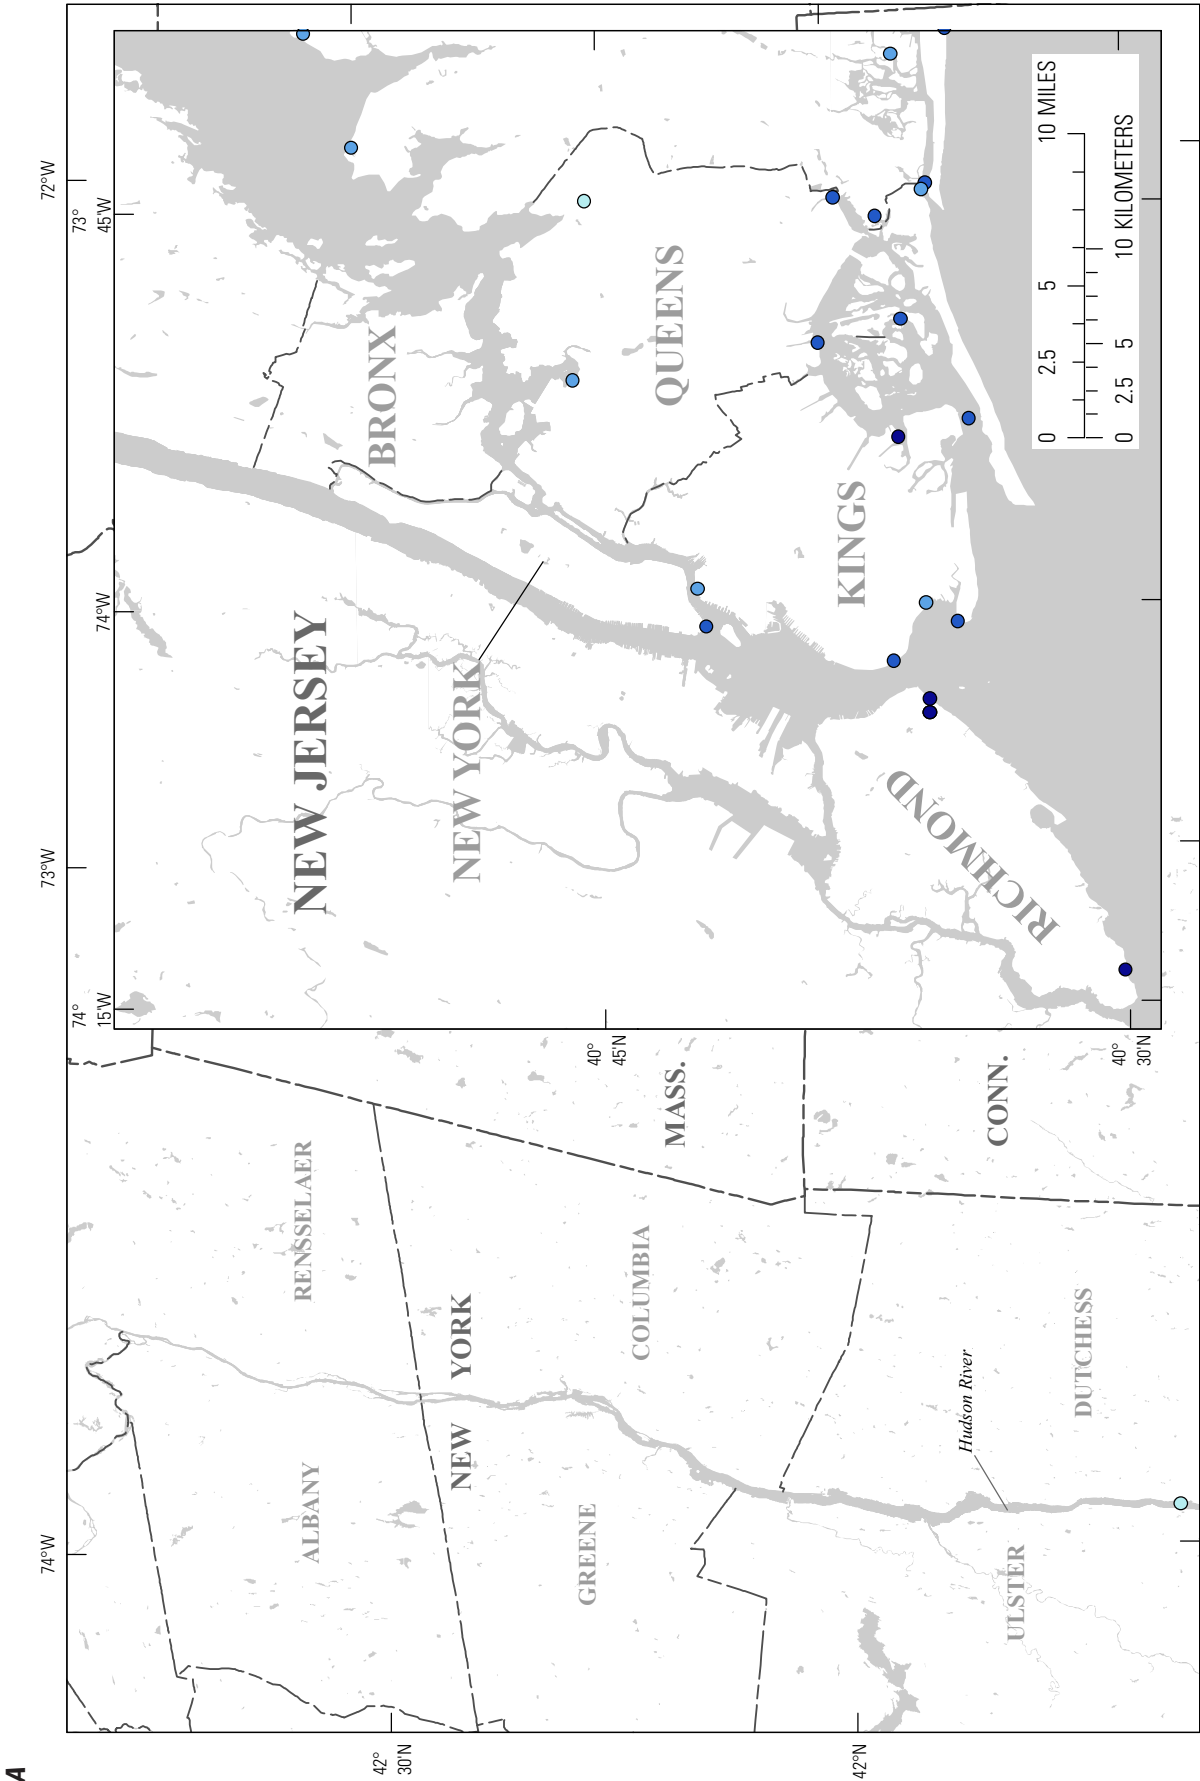 A
74°W
73°W
72°W
42°
30'N
42°N
ALBANY
RENSSELAER
NEW YORK
GREENE
COLUMBIA
MASS.
CONN.
ULSTER
Hudson River
DUTCHESS
74°
15'W
74°W
73°
45'W
40°
45'N
40°
30'N
NEW JERSEY
BRONX
NEW YORK
QUEENS
KINGS
RICHMOND
0 2.5 5 10 MILES
0 2.5 5 10 KILOMETERS